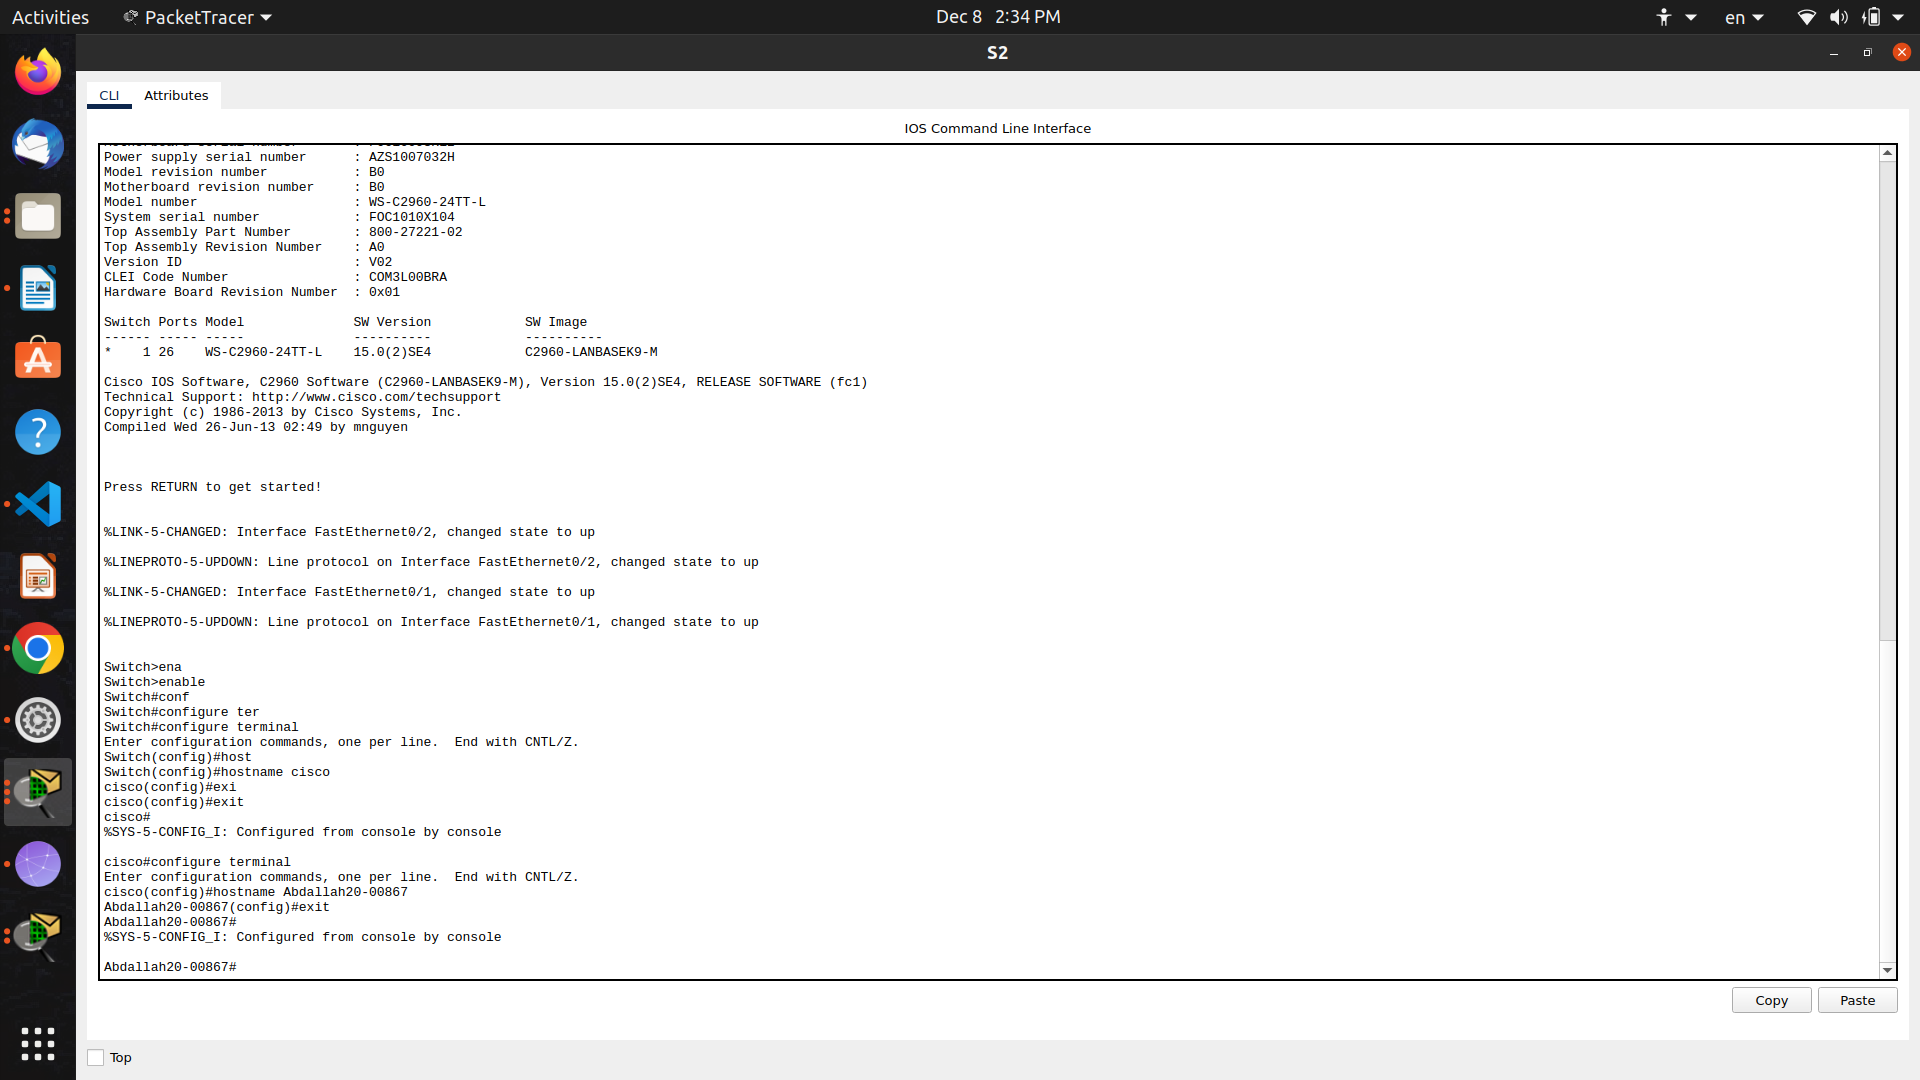 Activities PacketTracer Dec 8 2:34 PM en
S2
CLI Attributes
IOS Command Line Interface
Power supply serial number : AZS1007032H
Model revision number : B0
Motherboard revision number : B0
Model number : WS-C2960-24TT-L
System serial number : FOC1010X104
Top Assembly Part Number : 800-27221-02
Top Assembly Revision Number : A0
Version ID : V02
CLEI Code Number : COM3L00BRA
Hardware Board Revision Number : 0x01
Switch Ports Model SW Version SW Image
------ ----- ----- ---------- ----------
* 1 26 WS-C2960-24TT-L 15.0(2)SE4 C2960-LANBASEK9-M
Cisco IOS Software, C2960 Software (C2960-LANBASEK9-M), Version 15.0(2)SE4, RELEASE SOFTWARE (fc1)
Technical Support: http://www.cisco.com/techsupport
Copyright (c) 1986-2013 by Cisco Systems, Inc.
Compiled Wed 26-Jun-13 02:49 by mnguyen
Press RETURN to get started!
%LINK-5-CHANGED: Interface FastEthernet0/2, changed state to up
%LINEPROTO-5-UPDOWN: Line protocol on Interface FastEthernet0/2, changed state to up
%LINK-5-CHANGED: Interface FastEthernet0/1, changed state to up
%LINEPROTO-5-UPDOWN: Line protocol on Interface FastEthernet0/1, changed state to up
Switch>ena
Switch>enable
Switch#conf
Switch#configure ter
Switch#configure terminal
Enter configuration commands, one per line. End with CNTL/Z.
Switch(config)#host
Switch(config)#hostname cisco
cisco(config)#exi
cisco(config)#exit
cisco#
%SYS-5-CONFIG_I: Configured from console by console
cisco#configure terminal
Enter configuration commands, one per line. End with CNTL/Z.
cisco(config)#hostname Abdallah20-00867
Abdallah20-00867(config)#exit
Abdallah20-00867#
%SYS-5-CONFIG_I: Configured from console by console
Abdallah20-00867#
Copy Paste
Top